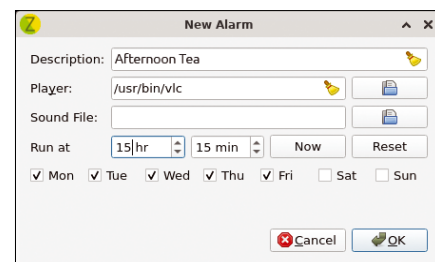 New Alarm
Description: Afternoon Tea
Player: /usr/bin/vlc
Sound File:
Run at 15 hr 15 min Now Reset
Mon Tue Wed Thu Fri Sat Sun
Cancel OK